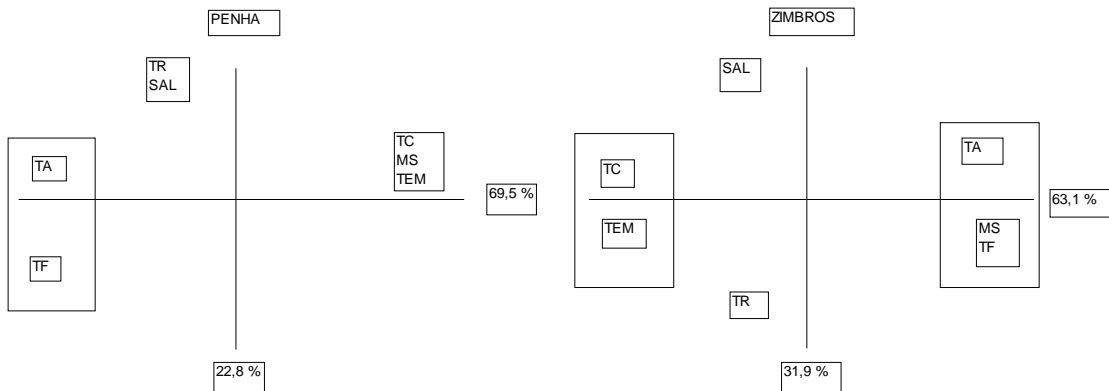 PENHA
TR
SAL
TC
MS
TEM
TA
69,5 %
TF
22,8 %
ZIMBROS
SAL
TA
TC
63,1 %
TEM
MS
TF
TR
31,9 %